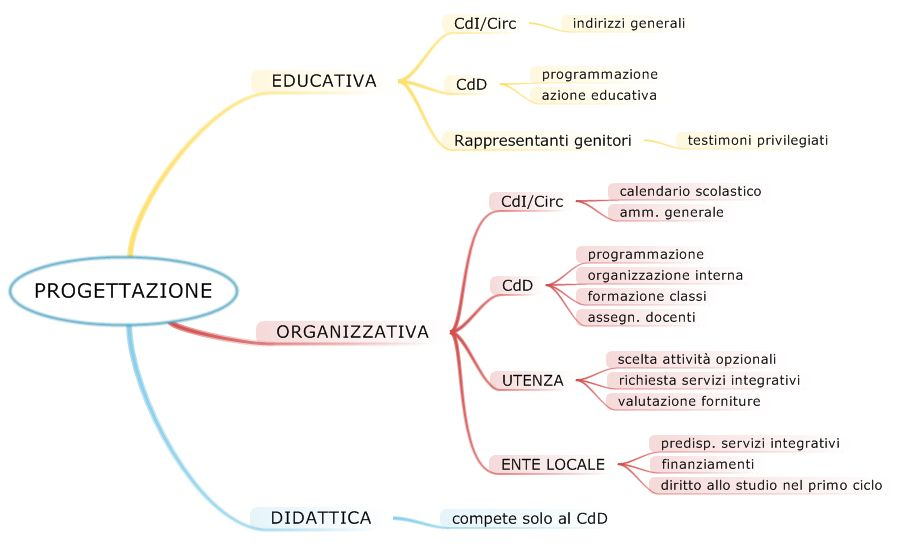 PROGETTAZIONE
EDUCATIVA
CdI/Circ
indirizzi generali
CdD
programmazione
azione educativa
Rappresentanti genitori
testimoni privilegiati
ORGANIZZATIVA
CdI/Circ
calendario scolastico
amm. generale
CdD
programmazione
organizzazione interna
formazione classi
assegn. docenti
UTENZA
scelta attività opzionali
richiesta servizi integrativi
valutazione forniture
ENTE LOCALE
predisp. servizi integrativi
finanziamenti
diritto allo studio nel primo ciclo
DIDATTICA
compete solo al CdD